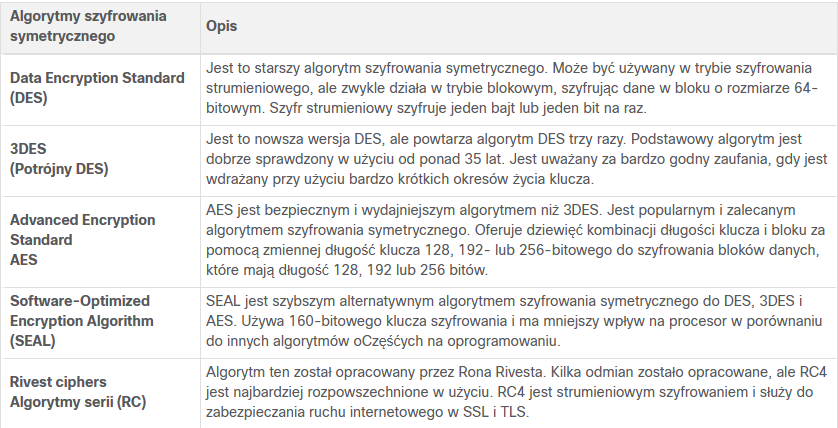 Algorytmy szyfrowania
symetrycznego
Opis
Data Encryption Standard
(DES)
Jest to starszy algorytm szyfrowania symetrycznego. Może być używany w trybie szyfrowania
strumieniowego, ale zwykle działa w trybie blokowym, szyfrując dane w bloku o rozmiarze 64-
bitowym. Szyfr strumieniowy szyfruje jeden bajt lub jeden bit na raz.
3DES
(Potrójny DES)
Jest to nowsza wersja DES, ale powtarza algorytm DES trzy razy. Podstawowy algorytm jest
dobrze sprawdzony w użyciu od ponad 35 lat. Jest uważany za bardzo godny zaufania, gdy jest
wdrażany przy użyciu bardzo krótkich okresów życia klucza.
Advanced Encryption
Standard
AES
AES jest bezpiecznym i wydajniejszym algorytmem niż 3DES. Jest popularnym i zalecanym
algorytmem szyfrowania symetrycznego. Oferuje dziewięć kombinacji długości klucza i bloku za
pomocą zmiennej długość klucza 128, 192- lub 256-bitowego do szyfrowania bloków danych,
które mają długość 128, 192 lub 256 bitów.
Software-Optimized
Encryption Algorithm
(SEAL)
SEAL jest szybszym alternatywnym algorytmem szyfrowania symetrycznego do DES, 3DES i
AES. Używa 160-bitowego klucza szyfrowania i ma mniejszy wpływ na procesor w porównaniu
do innych algorytmów oCzęśćych na oprogramowaniu.
Rivest ciphers
Algorytmy serii (RC)
Algorytm ten został opracowany przez Rona Rivesta. Kilka odmian zostało opracowane, ale RC4
jest najbardziej rozpowszechnione w użyciu. RC4 jest strumieniowym szyfrowaniem i służy do
zabezpieczania ruchu internetowego w SSL i TLS.